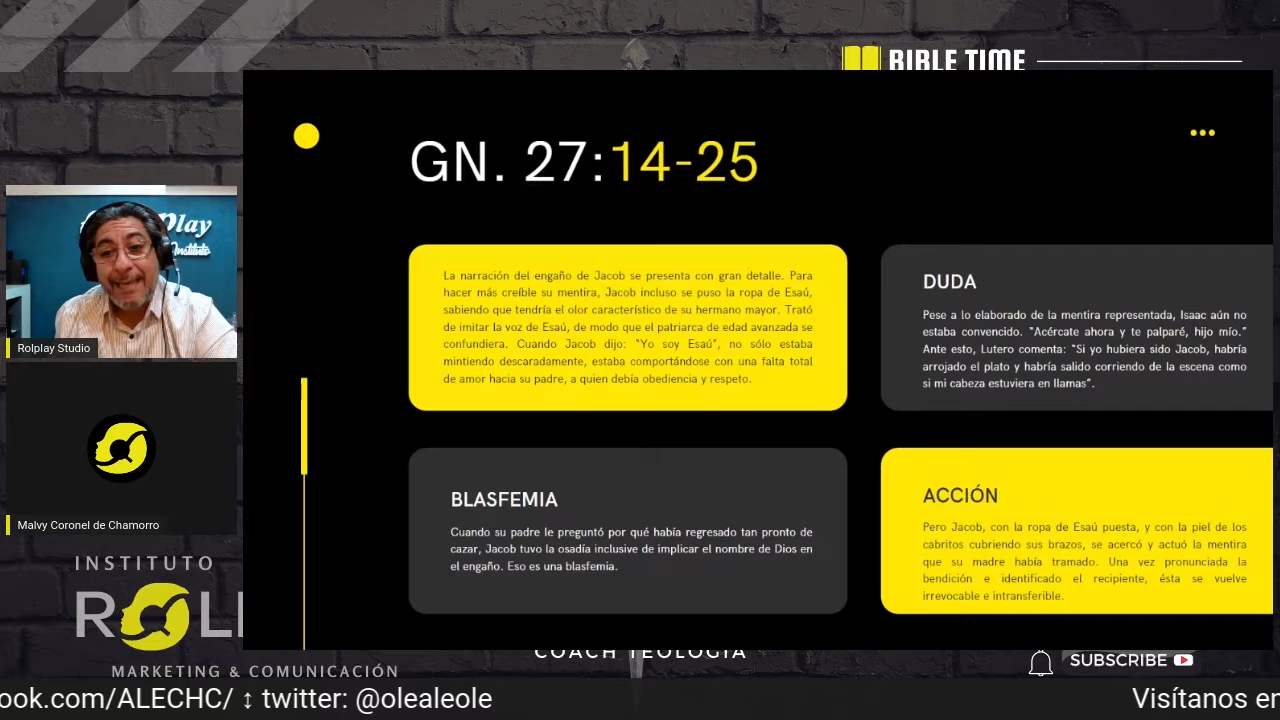 BIBLE TIME
GN. 27:14-25
La narración del engaño de Jacob se presenta con gran detalle. Para
hacer más creíble su mentira, Jacob incluso se puso la ropa de Esaú,
sabiendo que tendría el olor característico de su hermano mayor. Trató
de imitar la voz de Esaú, de modo que el patriarca de edad avanzada se
confundiera. Cuando Jacob dijo: “Yo soy Esaú”, no sólo estaba
mintiendo descaradamente, estaba comportándose con una falta total
de amor hacia su padre, a quien debía obediencia y respeto.
DUDA
Pese a lo elaborado de la mentira representada, Isaac aún no
estaba convencido. “Acércate ahora y te palparé, hijo mío.”
Ante esto, Lutero comenta: “Si yo hubiera sido Jacob, habría
arrojado el plato y habría salido corriendo de la escena como
si mi cabeza estuviera en llamas”.
BLASFEMIA
Cuando su padre le preguntó por qué había regresado tan pronto de
cazar, Jacob tuvo la osadía inclusive de implicar el nombre de Dios en
el engaño. Eso es una blasfemia.
ACCIÓN
Pero Jacob, con la ropa de Esaú puesta, y con la piel de los
cabritos cubriendo sus brazos, se acercó y actuó la mentira
que su madre había tramado. Una vez pronunciada la
bendición e identificado el recipiente, ésta se vuelve
irrevocable e intransferible.
Play
Instituto
Rolplay Studio
Malvy Coronel de Chamorro
INSTITUTO
ROL
MARKETING & COMUNICACIÓN
COACH TEOLOGÍA
SUBSCRIBE
ook.com/ALECHC/ ↕ twitter: @olealeole
Visítanos en